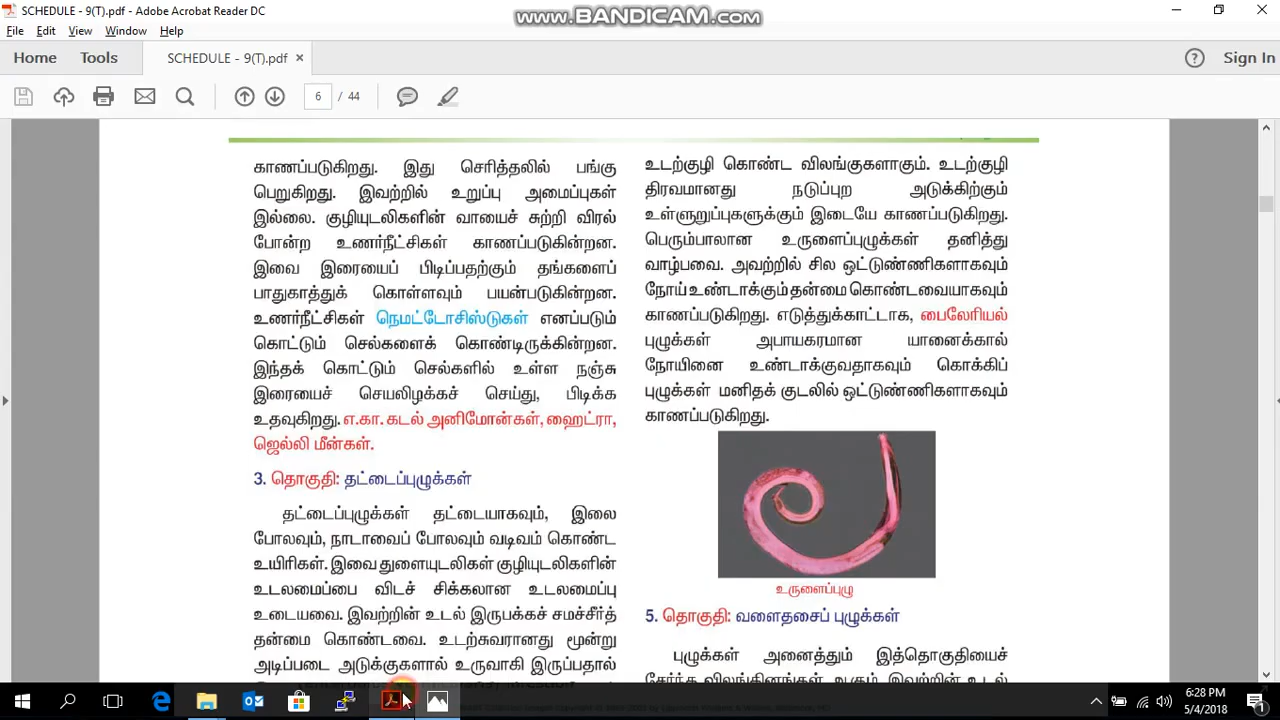 SCHEDULE - 9(T).pdf - Adobe Acrobat Reader DC
www.BANDICAM.com
File Edit View Window Help
Home Tools SCHEDULE - 9(T).pdf × Sign In
6 / 44
காணப்படுகிறது. இது செரித்தலில் பங்கு
பெறுகிறது. இவற்றில் உறுப்பு அமைப்புகள்
இல்லை. குழியுடலிகளின் வாயைச் சுற்றி விரல்
போன்ற உணர்நீட்சிகள் காணப்படுகின்றன.
இவை இரையைப் பிடிப்பதற்கும் தங்களைப்
பாதுகாத்துக் கொள்ளவும் பயன்படுகின்றன.
உணர்நீட்சிகள் நெமட்டோசிஸ்டுகள் எனப்படும்
கொட்டும் செல்களைக் கொண்டிருக்கின்றன.
இந்தக் கொட்டும் செல்களில் உள்ள நஞ்சு
இரையைச் செயலிழக்கச் செய்து, பிடிக்க
உதவுகிறது. எ.கா. கடல் அனிமோன்கள், ஹைட்ரா,
ஜெல்லி மீன்கள்.
3. தொகுதி: தட்டைப்புழுக்கள்
தட்டைப்புழுக்கள் தட்டையாகவும், இலை
போலவும், நாடாவைப் போலவும் வடிவம் கொண்ட
உயிரிகள். இவை துளையுடலிகள் குழியுடலிகளின்
உடலமைப்பை விடச் சிக்கலான உடலமைப்பு
உடையவை. இவற்றின் உடல் இருபக்கச் சமச்சீர்த்
தன்மை கொண்டவை. உடற்சுவரானது மூன்று
அடிப்படை அடுக்குகளால் உருவாகி இருப்பதால்
உடற்குழி கொண்ட விலங்குகளாகும். உடற்குழி
திரவமானது நடுப்புற அடுக்கிற்கும்
உள்ளுறுப்புகளுக்கும் இடையே காணப்படுகிறது.
பெரும்பாலான உருளைப்புழுக்கள் தனித்து
வாழ்பவை. அவற்றில் சில ஒட்டுண்ணிகளாகவும்
நோய் உண்டாக்கும் தன்மை கொண்டவையாகவும்
காணப்படுகிறது. எடுத்துக்காட்டாக, பைலேரியல்
புழுக்கள் அபாயகரமான யானைக்கால்
நோயினை உண்டாக்குவதாகவும் கொக்கிப்
புழுக்கள் மனிதக் குடலில் ஒட்டுண்ணிகளாகவும்
காணப்படுகிறது.
உருளைப்புழு
5. தொகுதி: வளைதசைப் புழுக்கள்
புழுக்கள் அனைத்தும் இத்தொகுதியைச்
சேர்ந்த விலங்கினங்கள் ஆகும். இவற்றின் உடல்
6:28 PM
5/4/2018